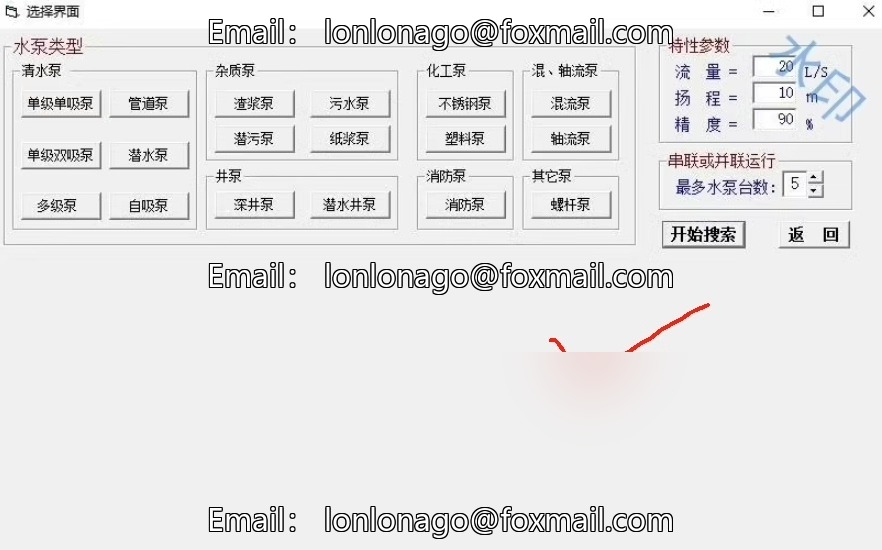 选择界面
Email： lonlonago@foxmail.com
水泵类型
清水泵
单级单吸泵 管道泵
单级双吸泵 潜水泵
多级泵 自吸泵
杂质泵
渣浆泵 污水泵
潜污泵 纸浆泵
井泵
深井泵 潜水井泵
化工泵
不锈钢泵
塑料泵
消防泵
消防泵
混、轴流泵
混流泵
轴流泵
其它泵
螺杆泵
特性参数
流 量 = 20 L/S
扬 程 = 10 m
精 度 = 90 %
水印
串联或并联运行
最多水泵台数: 5
开始搜索 返 回
Email： lonlonago@foxmail.com
Email： lonlonago@foxmail.com